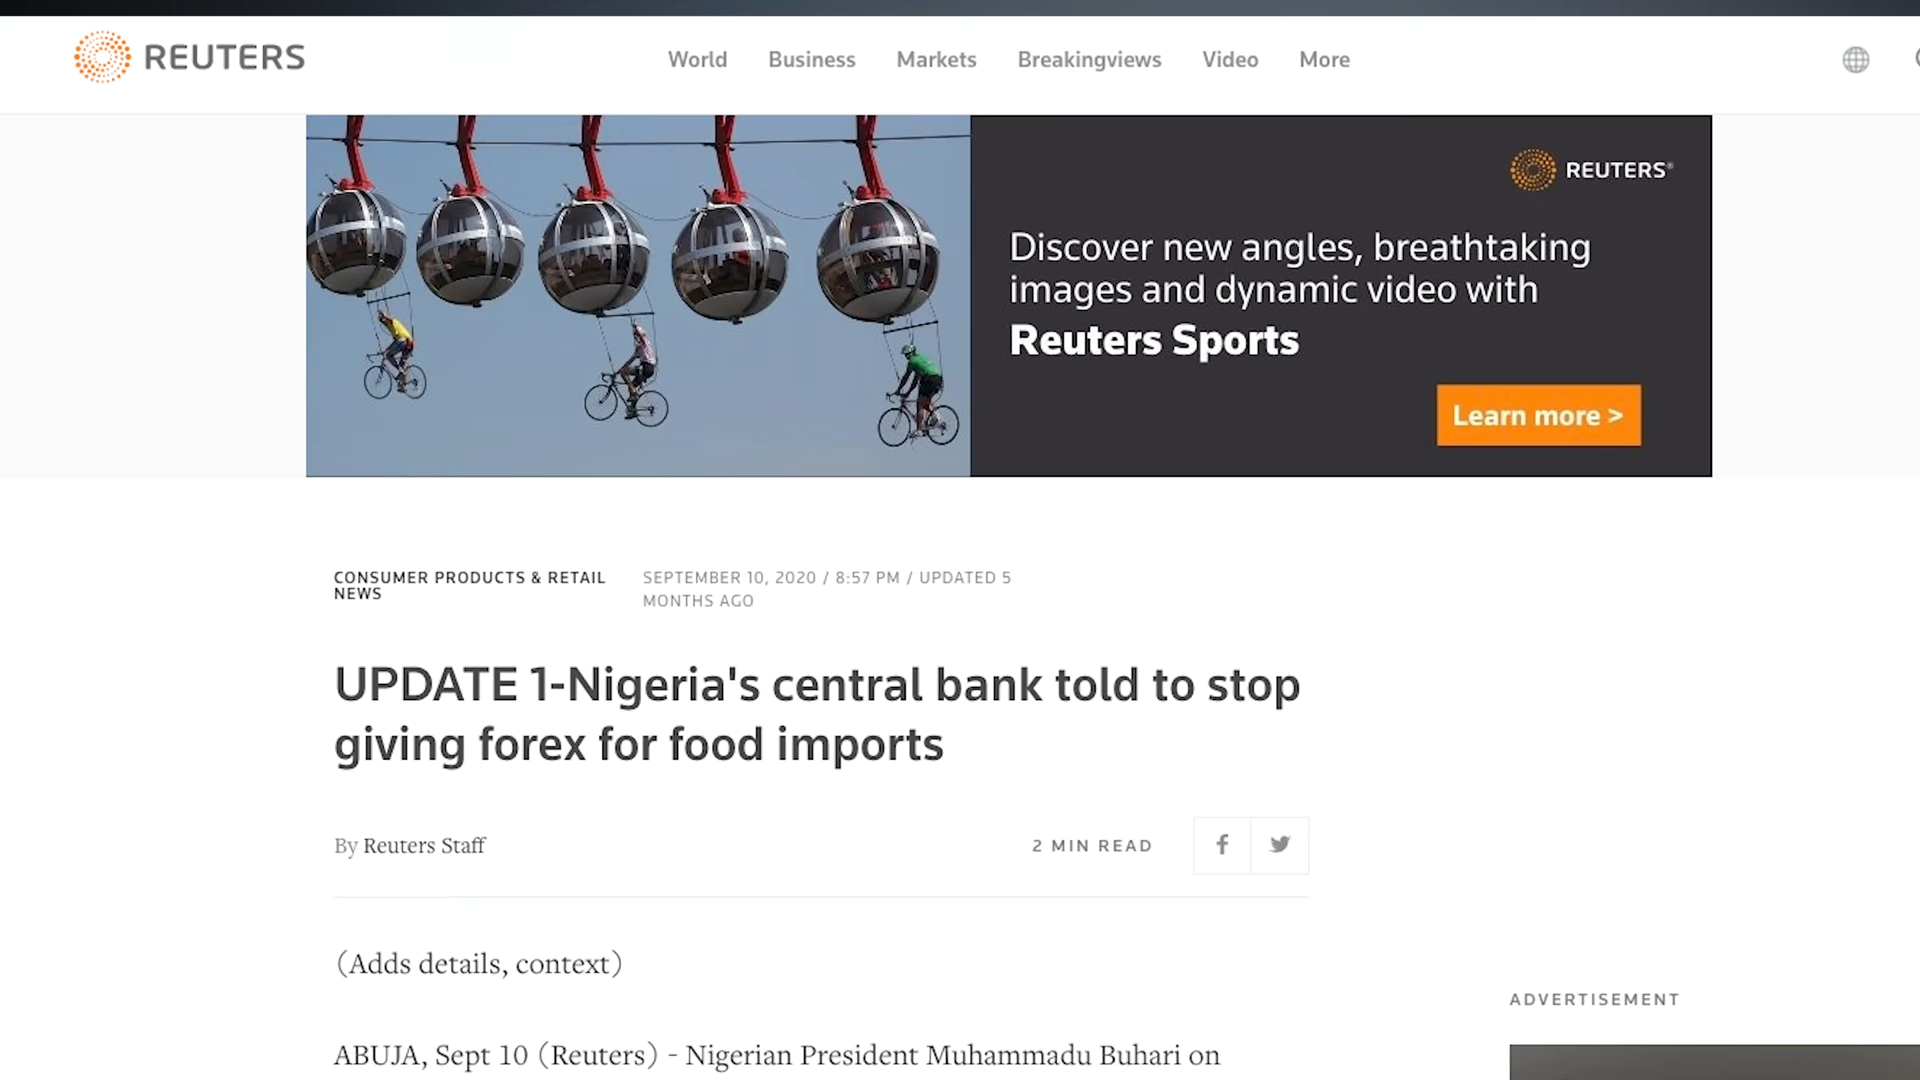 REUTERS
World Business Markets Breakingviews Video More
REUTERS®
Discover new angles, breathtaking
images and dynamic video with
Reuters Sports
Learn more >
CONSUMER PRODUCTS & RETAIL
NEWS
SEPTEMBER 10, 2020 / 8:57 PM / UPDATED 5
MONTHS AGO
UPDATE 1-Nigeria's central bank told to stop
giving forex for food imports
By Reuters Staff
2 MIN READ
(Adds details, context)
ADVERTISEMENT
ABUJA, Sept 10 (Reuters) - Nigerian President Muhammadu Buhari on